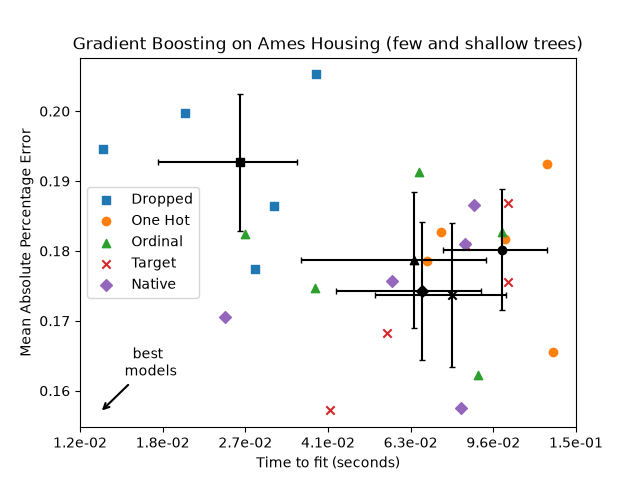 Gradient Boosting on Ames Housing (few and shallow trees)
Mean Absolute Percentage Error
0.20
0.19
0.18
0.17
0.16
Dropped
One Hot
Ordinal
Target
Native
best
models
1.2e-02 1.8e-02 2.7e-02 4.1e-02 6.3e-02 9.6e-02 1.5e-01
Time to fit (seconds)